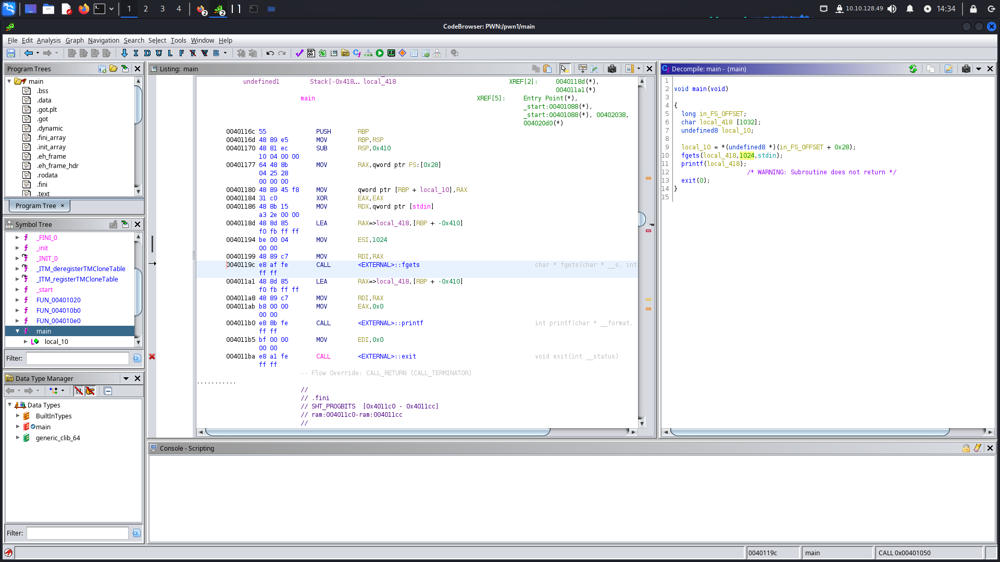 1
2
3
4
2
2
10.10.128.49
14:34
CodeBrowser: PWN:/pwn1/main
File Edit Analysis Graph Navigation Search Select Tools Window Help
I D U L F F V B
Program Trees
main
.bss
.data
.got.plt
.got
.dynamic
.fini_array
.init_array
.eh_frame
.eh_frame_hdr
.rodata
.fini
.text
Program Tree ×
Symbol Tree
_FINI_0
_init
_INIT_0
_ITM_deregisterTMCloneTable
_ITM_registerTMCloneTable
_start
FUN_00401020
FUN_004010b0
FUN_004010e0
main
local_10
Filter:
Data Type Manager
Data Types
BuiltInTypes
main
generic_clib_64
Filter:
Listing: main
undefined1 Stack[-0x418... local_418 XREF[2]: 0040118d(*),
004011a1(*)
main XREF[5]: Entry Point(*),
_start:00401088(*),
_start:00401088(*), 00402038,
004020d0(*)
0040116c 55 PUSH RBP
0040116d 48 89 e5 MOV RBP,RSP
00401170 48 81 ec SUB RSP,0x410
10 04 00 00
00401177 64 48 8b MOV RAX,qword ptr FS:[0x28]
04 25 28
00 00 00
00401180 48 89 45 f8 MOV qword ptr [RBP + local_10],RAX
00401184 31 c0 XOR EAX,EAX
00401186 48 8b 15 MOV RDX,qword ptr [stdin]
a3 2e 00 00
0040118d 48 8d 85 LEA RAX=>local_418,[RBP + -0x410]
f0 fb ff ff
00401194 be 00 04 MOV ESI,1024
00 00
00401199 48 89 c7 MOV RDI,RAX
0040119c e8 af fe CALL <EXTERNAL>::fgets char * fgets(char * __s, int
ff ff
004011a1 48 8d 85 LEA RAX=>local_418,[RBP + -0x410]
f0 fb ff ff
004011a8 48 89 c7 MOV RDI,RAX
004011ab b8 00 00 MOV EAX,0x0
00 00
004011b0 e8 8b fe CALL <EXTERNAL>::printf int printf(char * __format,
ff ff
004011b5 bf 00 00 MOV EDI,0x0
00 00
004011ba e8 a1 fe CALL <EXTERNAL>::exit void exit(int __status)
ff ff
-- Flow Override: CALL_RETURN (CALL_TERMINATOR)
...........
//
// .fini
// SHT_PROGBITS [0x4011c0 - 0x4011cc]
// ram:004011c0-ram:004011cc
//
Decompile: main - (main)
1
2 void main(void)
3
4 {
5 long in_FS_OFFSET;
6 char local_418 [1032];
7 undefined8 local_10;
8
9 local_10 = *(undefined8 *)(in_FS_OFFSET + 0x28);
10 fgets(local_418,1024,stdin);
11 printf(local_418);
12 /* WARNING: Subroutine does not return */
13 exit(0);
14 }
15
Console - Scripting
0040119c
main
CALL 0x00401050